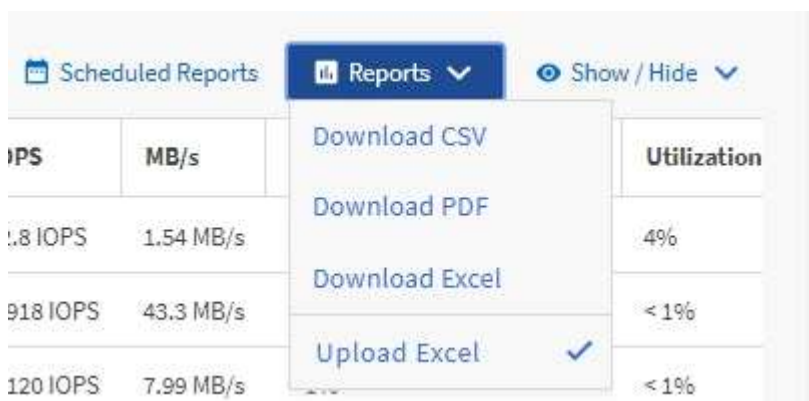 Scheduled Reports Reports Show / Hide
MB/s Utilization
Download CSV
Download PDF
.8 IOPS 1.54 MB/s 4%
Download Excel
918 IOPS 43.3 MB/s < 1%
Upload Excel
120 IOPS 7.99 MB/s < 1%